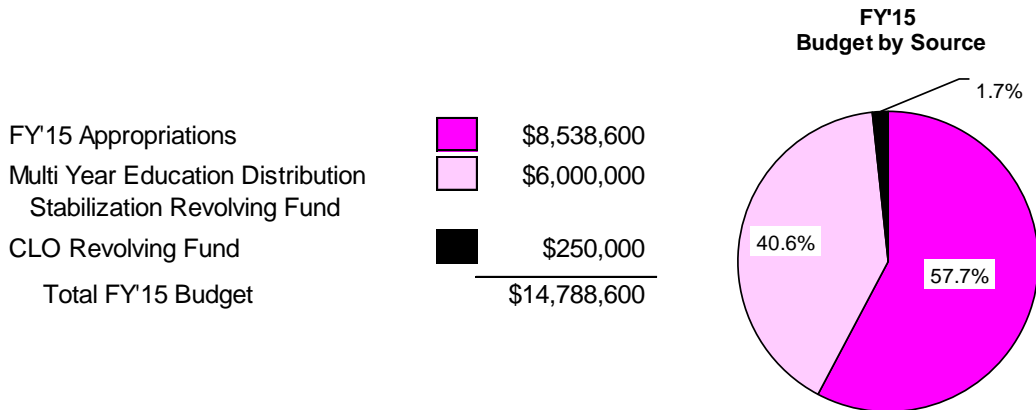 FY'15
Budget by Source
1.7%
FY'15 Appropriations $8,538,600
Multi Year Education Distribution $6,000,000
Stabilization Revolving Fund
CLO Revolving Fund $250,000
Total FY'15 Budget $14,788,600
40.6%
57.7%